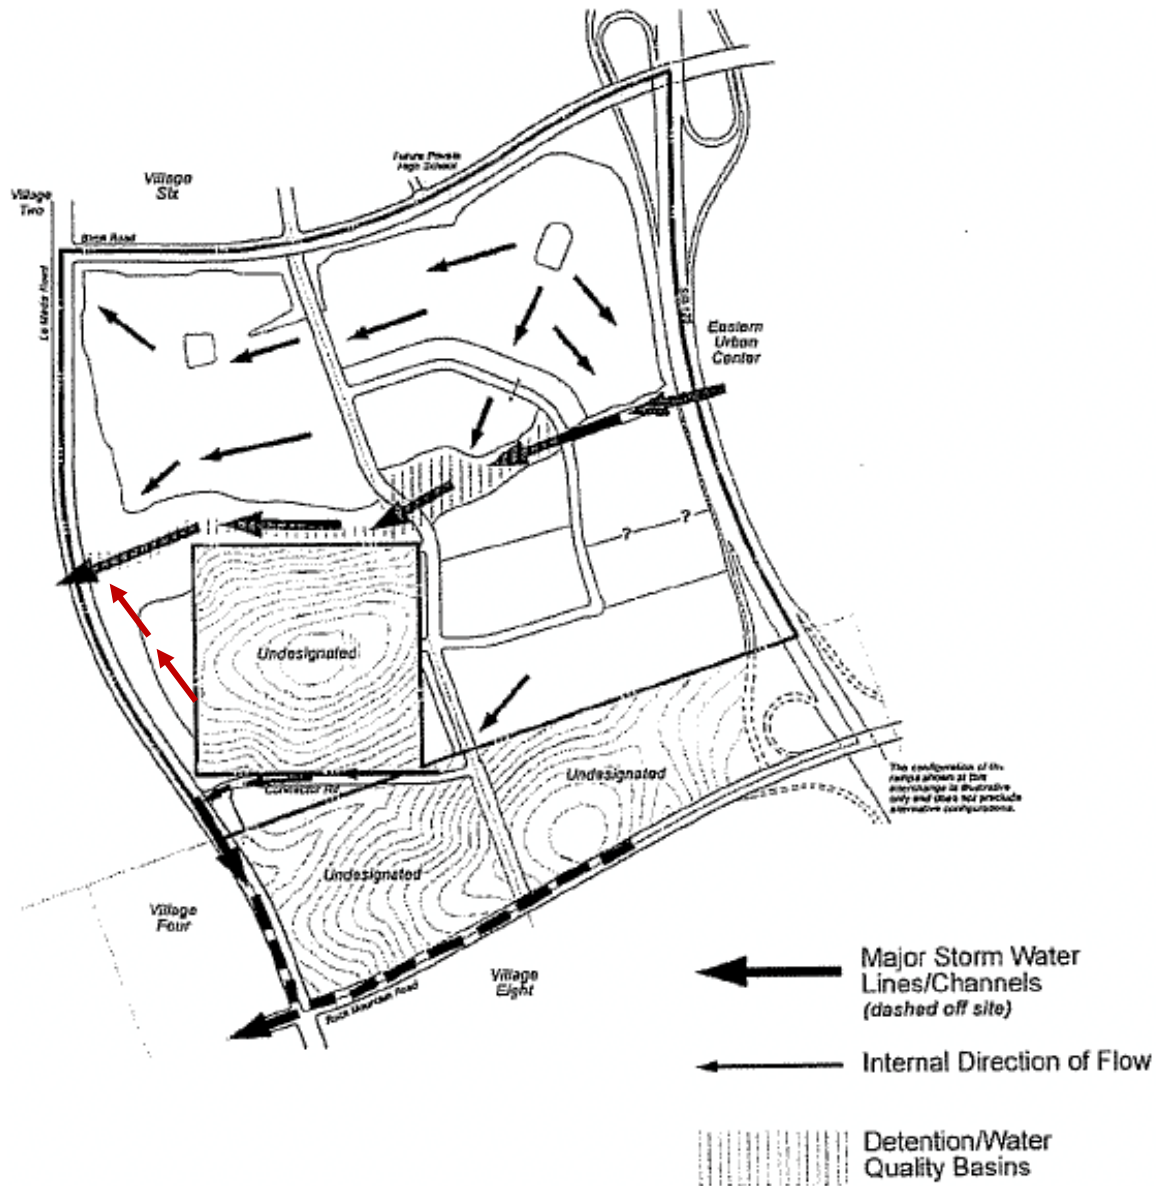 Future Private
High School
Village
Six
Village
Two
Birch Road
La Media Road
S.R. 125
Eastern
Urban
Center
?
?
Undesignated
Undesignated
The configuration of the
ramps shown at this
interchange is illustrative
only and does not preclude
alternative configurations.
Undesignated
Village
Four
Village
Eight
Rock Mountain Road
Major Storm Water
Lines/Channels
(dashed off site)
Internal Direction of Flow
Detention/Water
Quality Basins